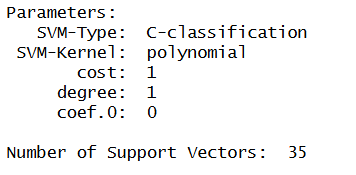 Parameters:
SVM-Type: C-classification
SVM-Kernel: polynomial
cost: 1
degree: 1
coef.0: 0
Number of Support Vectors: 35